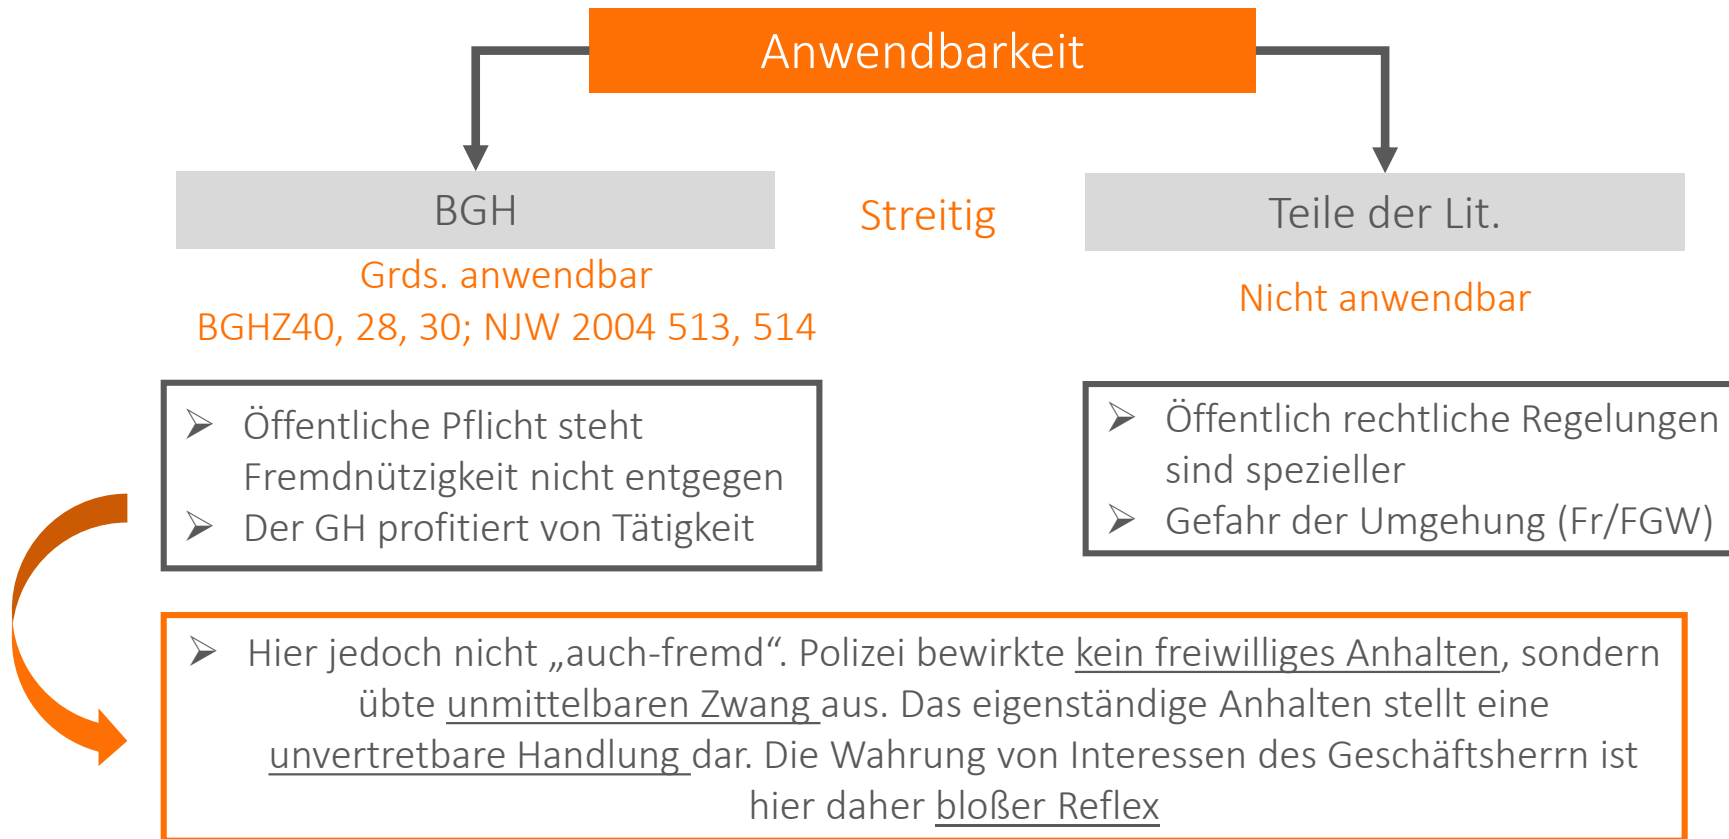 Anwendbarkeit
BGH
Streitig
Teile der Lit.
Grds. anwendbar
BGHZ40, 28, 30; NJW 2004 513, 514
Nicht anwendbar
➢ Öffentliche Pflicht steht
Fremdnützigkeit nicht entgegen
➢ Der GH profitiert von Tätigkeit
➢ Öffentlich rechtliche Regelungen
sind spezieller
➢ Gefahr der Umgehung (Fr/FGW)
➢ Hier jedoch nicht „auch-fremd“. Polizei bewirkte kein freiwilliges Anhalten, sondern
übte unmittelbaren Zwang aus. Das eigenständige Anhalten stellt eine
unvertretbare Handlung dar. Die Wahrung von Interessen des Geschäftsherrn ist
hier daher bloßer Reflex